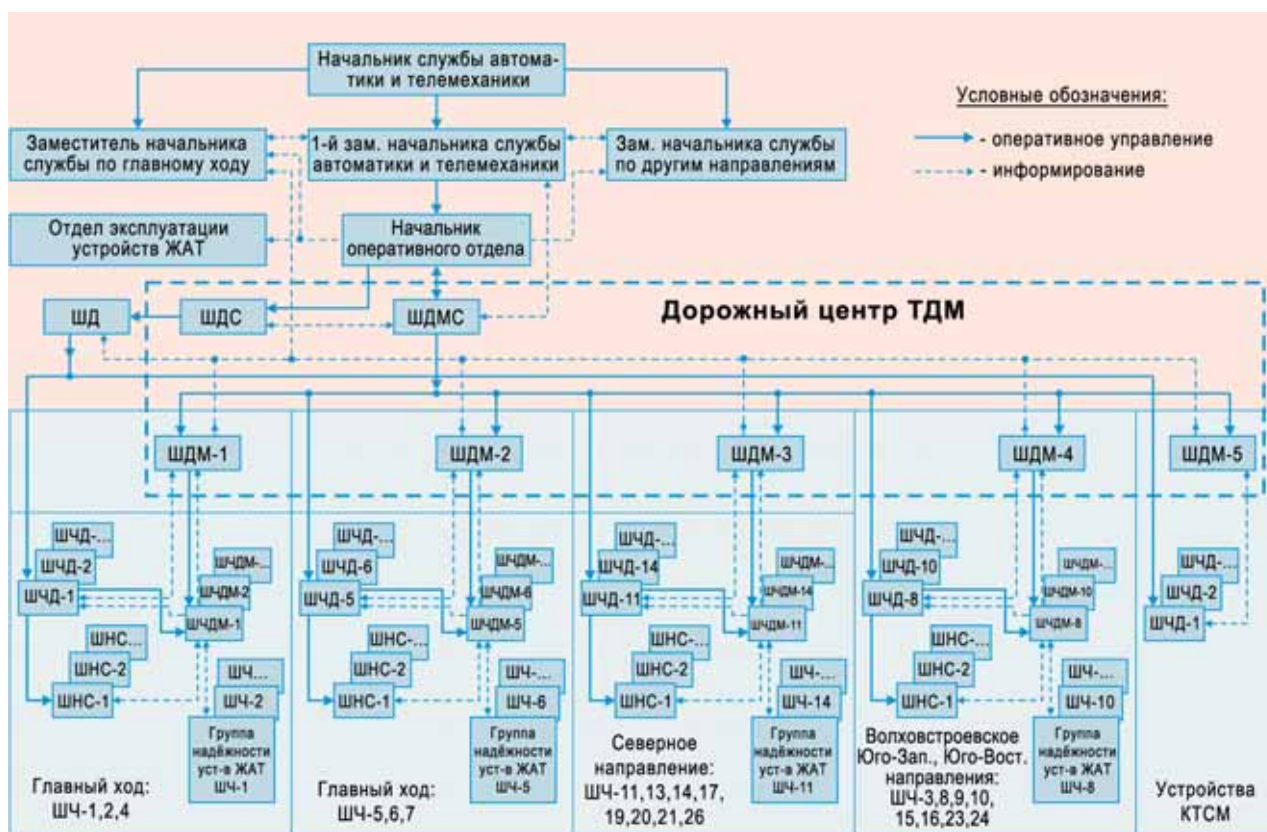 Начальник службы автома-
тики и телемеханики
Условные обозначения:
- оперативное управление
- информирование
Заместитель начальника
службы по главному ходу
1-й зам. начальника службы
автоматики и телемеханики
Зам. начальника службы
по другим направлениям
Отдел эксплуатации
устройств ЖАТ
Начальник
оперативного отдела
Дорожный центр ТДМ
ШД
ШДС
ШДМС
ШДМ-1
ШДМ-2
ШДМ-3
ШДМ-4
ШДМ-5
ШЧД-...
ШЧД-2
ШЧД-1
ШЧДМ-...
ШЧДМ-2
ШЧДМ-1
ШНС...
ШНС-2
ШНС-1
ШЧ...
ШЧ-2
Группа
надёжности
уст-в ЖАТ
ШЧ-1
Главный ход:
ШЧ-1,2,4
ШЧД-...
ШЧД-6
ШЧД-5
ШЧДМ-...
ШЧДМ-6
ШЧДМ-5
ШНС-...
ШНС-2
ШНС-1
ШЧ-...
ШЧ-6
Группа
надёжности
уст-в ЖАТ
ШЧ-5
Главный ход:
ШЧ-5,6,7
ШЧД-...
ШЧД-14
ШЧД-11
ШЧДМ-...
ШЧДМ-14
ШЧДМ-11
ШНС-...
ШНС-2
ШНС-1
ШЧ-...
ШЧ-14
Группа
надёжности
уст-в ЖАТ
ШЧ-11
Северное
направление:
ШЧ-11,13,14,17,
19,20,21,26
ШЧД-...
ШЧД-10
ШЧД-8
ШЧДМ-...
ШЧДМ-10
ШЧДМ-8
ШНС-...
ШНС-2
ШНС-1
ШЧ-...
ШЧ-10
Группа
надёжности
уст-в ЖАТ
ШЧ-8
Волховстроевское
Юго-Зап., Юго-Вост.
направления:
ШЧ-3,8,9,10,
15,16,23,24
ШЧД-...
ШЧД-2
ШЧД-1
Устройства
КТСМ